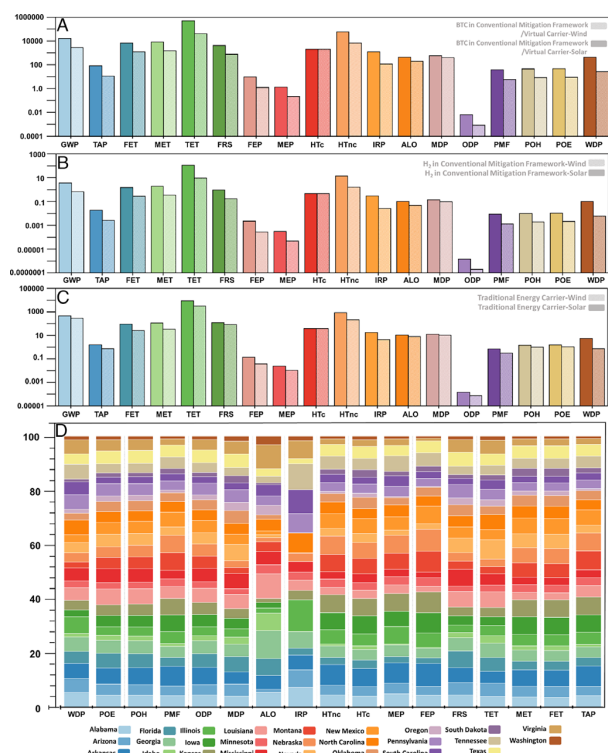 A
BTC in Conventional Mitigation Framework
/Virtual Carrier-Wind
BTC in Conventional Mitigation Framework
/Virtual Carrier-Solar
1000000
10000
100
1.0
0.01
0.0001
GWP TAP FET MET TET FRS FEP MEP HTc HTnc IRP ALO MDP ODP PMF POH POE WDP
B
H₂ in Conventional Mitigation Framework-Wind
H₂ in Conventional Mitigation Framework-Solar
1000
10
0.1
0.001
0.00001
0.0000001
GWP TAP FET MET TET FRS FEP MEP HTc HTnc IRP ALO MDP ODP PMF POH POE WDP
C
Traditional Energy Carrier-Wind
Traditional Energy Carrier-Solar
100000
1000
10
0.1
0.001
0.00001
GWP TAP FET MET TET FRS FEP MEP HTc HTnc IRP ALO MDP ODP PMF POH POE WDP
D
100
80
60
40
20
0
WDP POE POH PMF ODP MDP ALO IRP HTnc HTc MEP FEP FRS TET MET FET TAP
Alabama Florida Illinois Louisiana Montana New Mexico Oregon South Dakota Virginia
Arizona Georgia Iowa Minnesota Nebraska North Carolina Pennsylvania Tennessee Washington
Texas